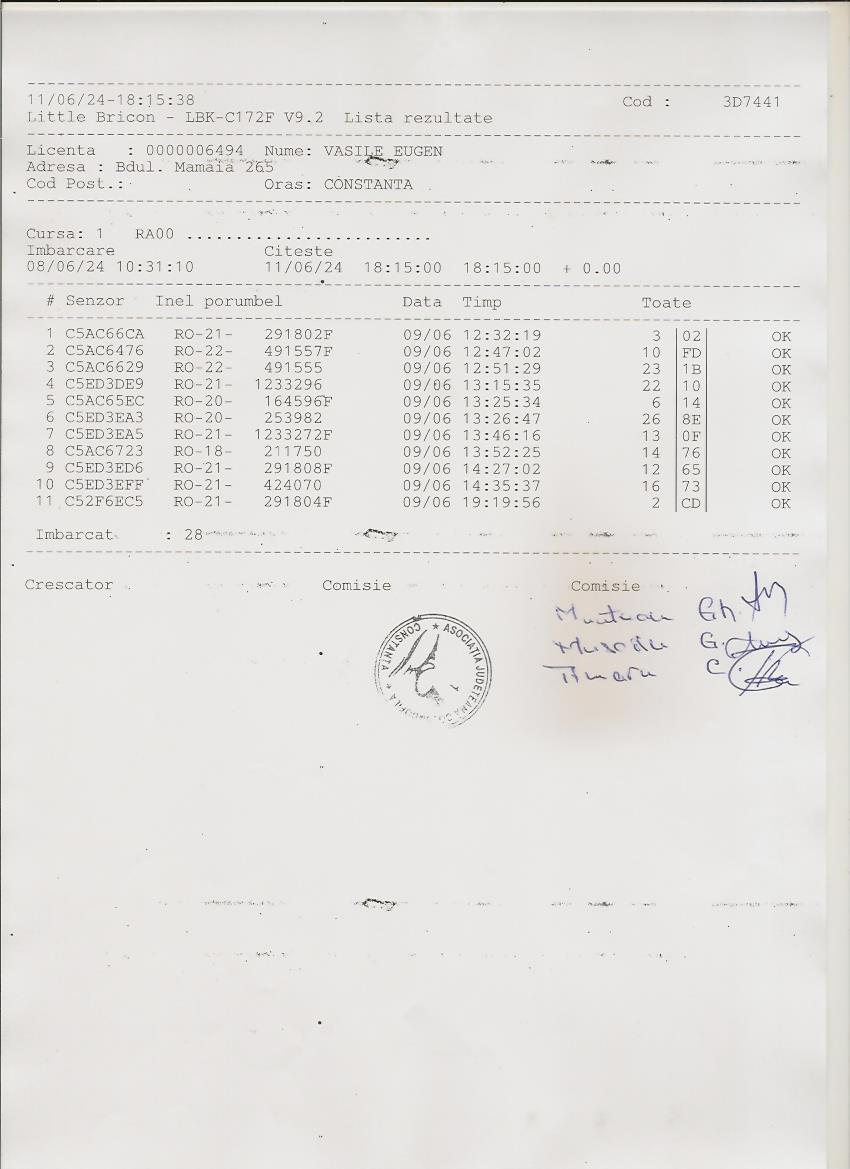 11/06/24-18:15:38 Cod : 3D7441
Little Bricon - LBK-C172F V9.2 Lista rezultate
Licenta : 0000006494 Nume: VASILE EUGEN
Adresa : Bdul. Mamaia 265
Cod Post.: Oras: CONSTANTA
Cursa: 1 RA00 .........................
Imbarcare Citeste
08/06/24 10:31:10 11/06/24 18:15:00 18:15:00 + 0.00
# Senzor Inel porumbel Data Timp Toate
1 C5AC66CA RO-21- 291802F 09/06 12:32:19 3 02 OK
2 C5AC6476 RO-22- 491557F 09/06 12:47:02 10 FD OK
3 C5AC6629 RO-22- 491555 09/06 12:51:29 23 1B OK
4 C5ED3DE9 RO-21- 1233296 09/06 13:15:35 22 10 OK
5 C5AC65EC RO-20- 164596F 09/06 13:25:34 6 14 OK
6 C5ED3EA3 RO-20- 253982 09/06 13:26:47 26 8E OK
7 C5ED3EA5 RO-21- 1233272F 09/06 13:46:16 13 0F OK
8 C5AC6723 RO-18- 211750 09/06 13:52:25 14 76 OK
9 C5ED3ED6 RO-21- 291808F 09/06 14:27:02 12 65 OK
10 C5ED3EFF RO-21- 424070 09/06 14:35:37 16 73 OK
11 C52F6EC5 RO-21- 291804F 09/06 19:19:56 2 CD OK
Imbarcat : 28
Crescator Comisie Comisie
Muntean Gh.
G.
C.
ASOCIAȚIA JUDEȚEANĂ
CONSTANȚA
1